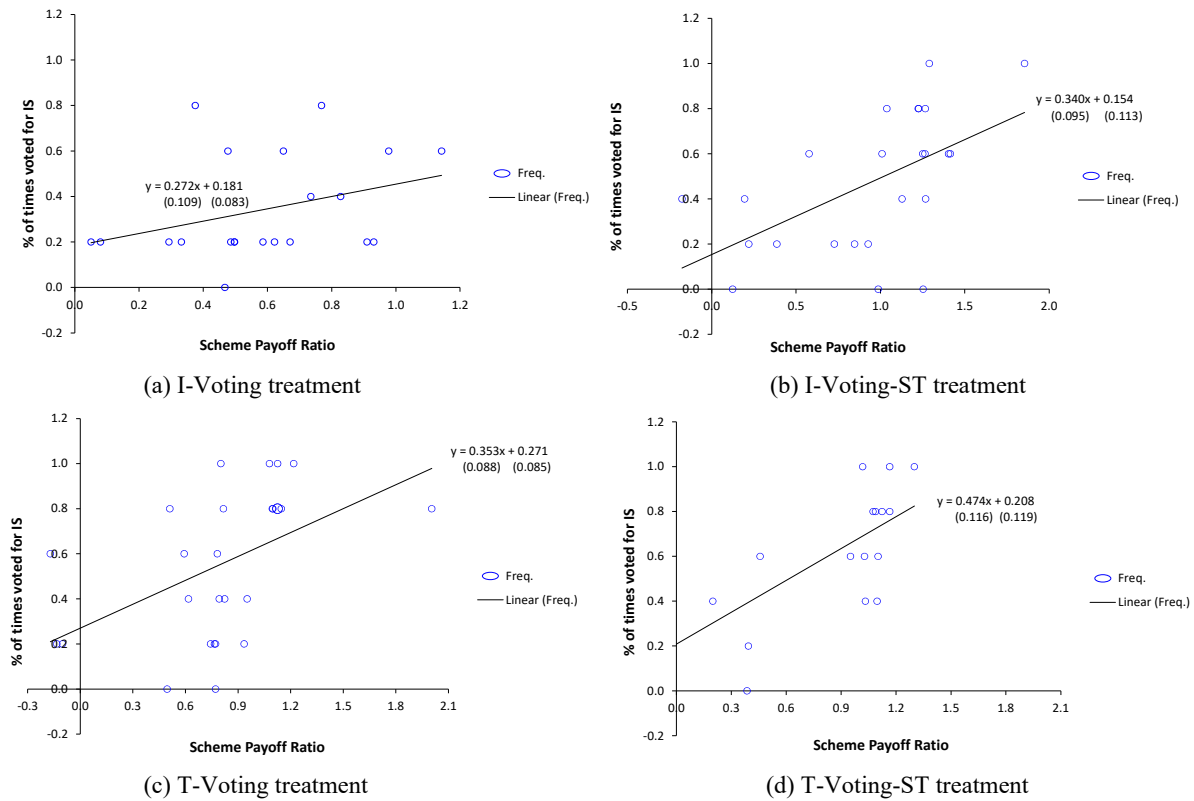 1.2
1.0
0.8
0.6
0.4
0.2
0.0
-0.2
% of times voted for IS
0.0 0.2 0.4 0.6 0.8 1.0 1.2
Scheme Payoff Ratio
y = 0.272x + 0.181
(0.109) (0.083)
Freq.
Linear (Freq.)
(a) I-Voting treatment
1.2
1.0
0.8
0.6
0.4
0.2
0.0
-0.2
% of times voted for IS
-0.5 0.0 0.5 1.0 1.5 2.0
Scheme Payoff Ratio
y = 0.340x + 0.154
(0.095) (0.113)
Freq.
Linear (Freq.)
(b) I-Voting-ST treatment
1.2
1.0
0.8
0.6
0.4
0.2
0.0
-0.2
% of times voted for IS
-0.3 0.0 0.3 0.6 0.9 1.2 1.5 1.8 2.1
Scheme Payoff Ratio
y = 0.353x + 0.271
(0.088) (0.085)
Freq.
Linear (Freq.)
(c) T-Voting treatment
1.2
1.0
0.8
0.6
0.4
0.2
0.0
-0.2
% of times voted for IS
0.0 0.3 0.6 0.9 1.2 1.5 1.8 2.1
Scheme Payoff Ratio
y = 0.474x + 0.208
(0.116) (0.119)
Freq.
Linear (Freq.)
(d) T-Voting-ST treatment